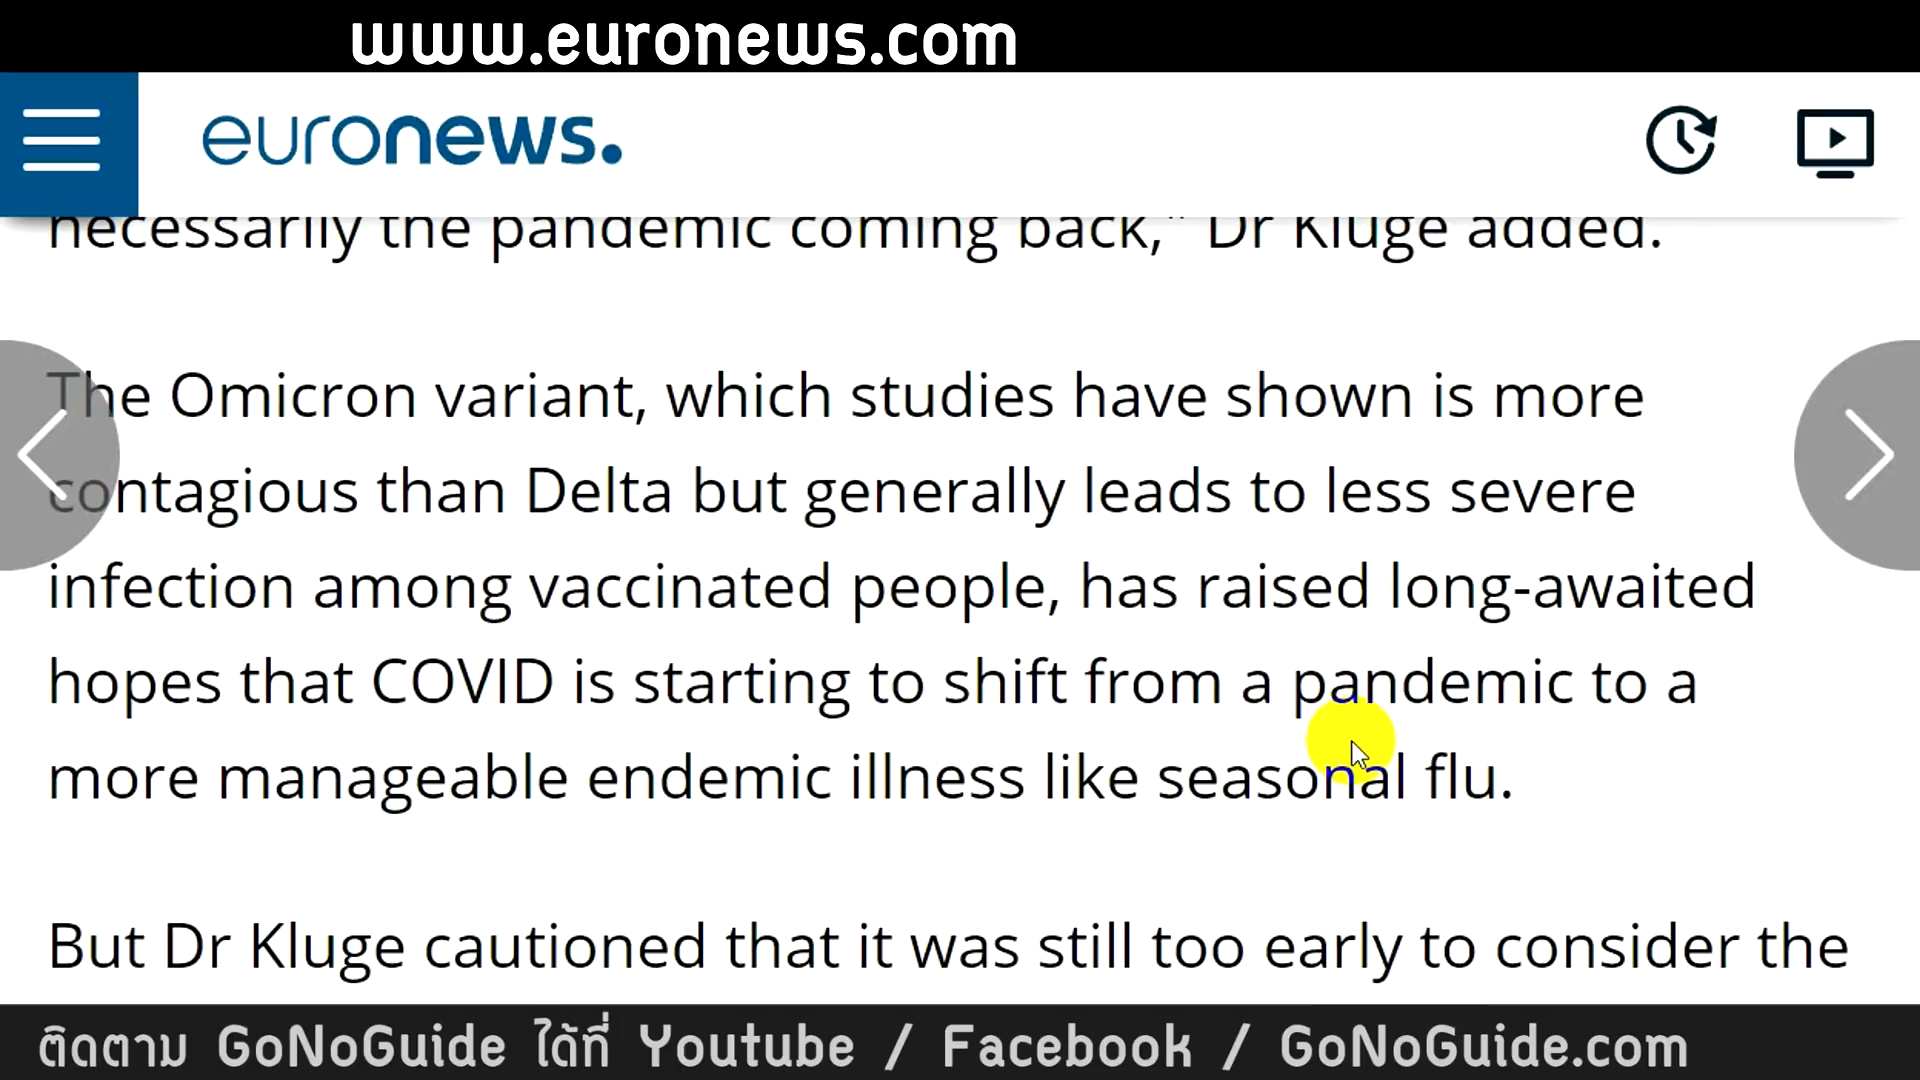 www.euronews.com
euronews.
necessarily the pandemic coming back," Dr Kluge added.
The Omicron variant, which studies have shown is more
contagious than Delta but generally leads to less severe
infection among vaccinated people, has raised long-awaited
hopes that COVID is starting to shift from a pandemic to a
more manageable endemic illness like seasonal flu.
But Dr Kluge cautioned that it was still too early to consider the
ติดตาม GoNoGuide ได้ที่ Youtube / Facebook / GoNoGuide.com